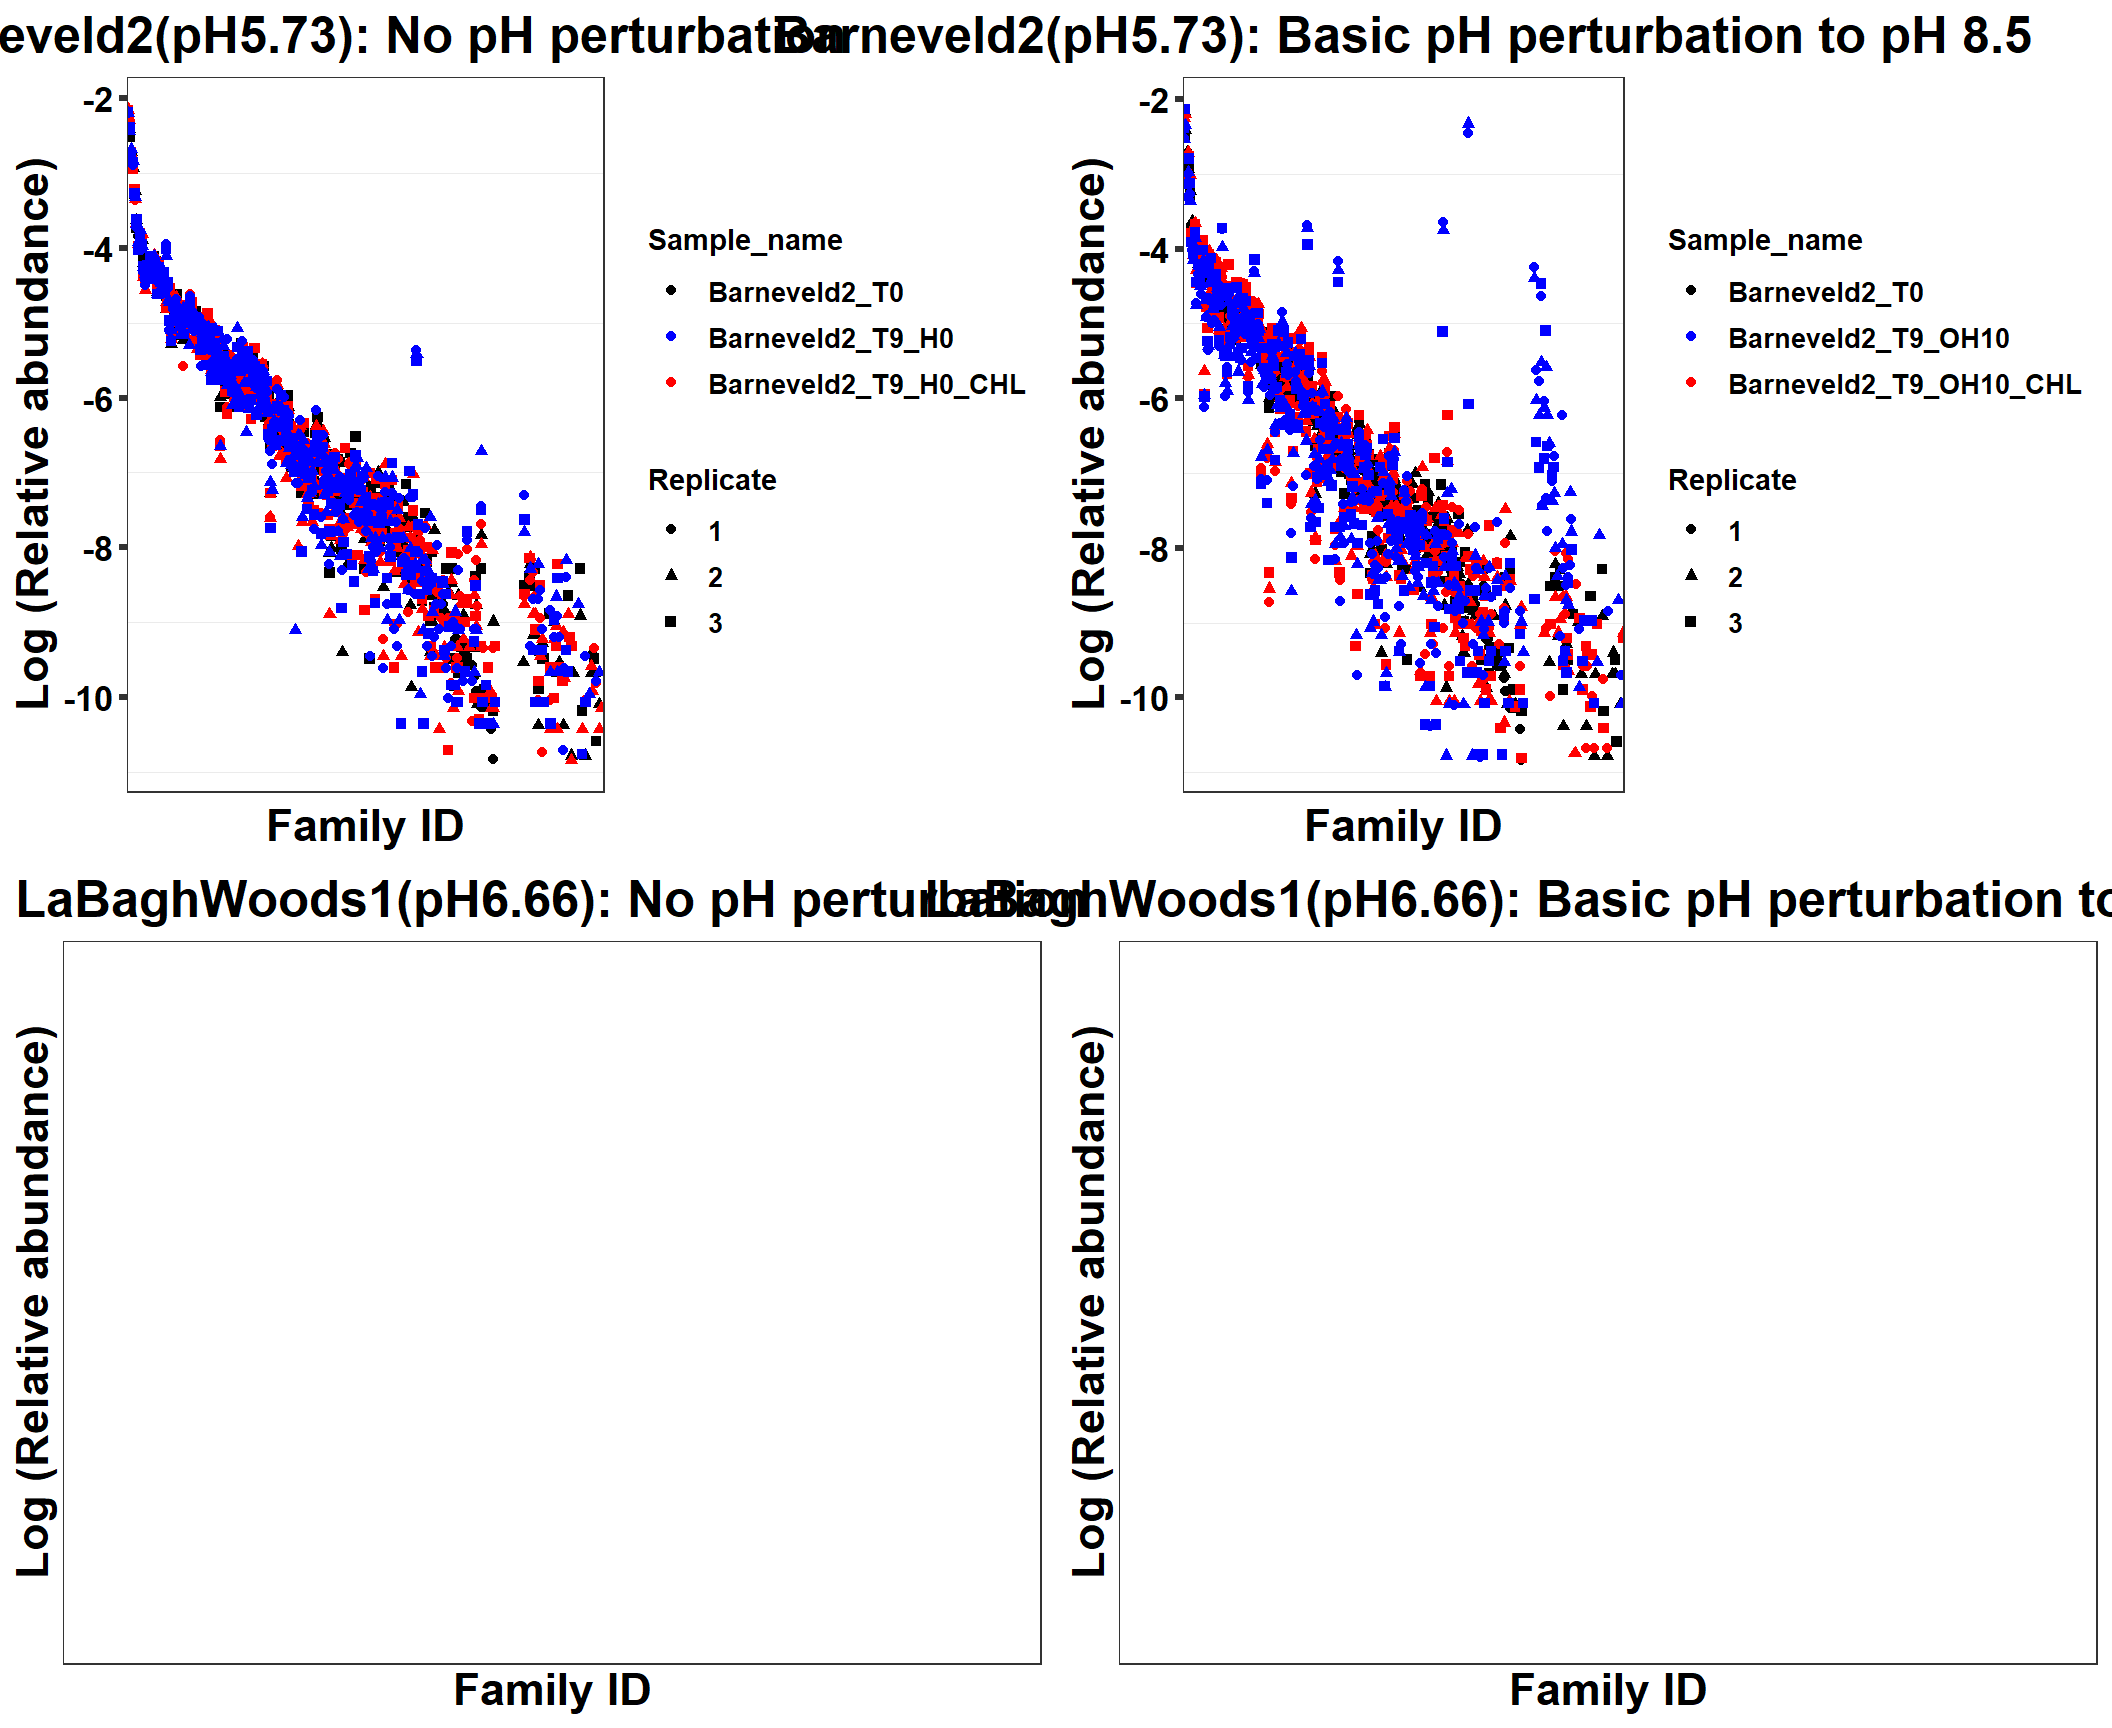 eveld2(pH5.73): No pH perturbation
Barneveld2(pH5.73): Basic pH perturbation to pH 8.5
Log (Relative abundance)
-2
-4
-6
-8
-10
Family ID
Sample_name
Barneveld2_T0
Barneveld2_T9_H0
Barneveld2_T9_H0_CHL
Replicate
1
2
3
Log (Relative abundance)
-2
-4
-6
-8
-10
Family ID
Sample_name
Barneveld2_T0
Barneveld2_T9_OH10
Barneveld2_T9_OH10_CHL
Replicate
1
2
3
LaBaghWoods1(pH6.66): No pH perturbation
LaBaghWoods1(pH6.66): Basic pH perturbation to
Log (Relative abundance)
Family ID
Log (Relative abundance)
Family ID